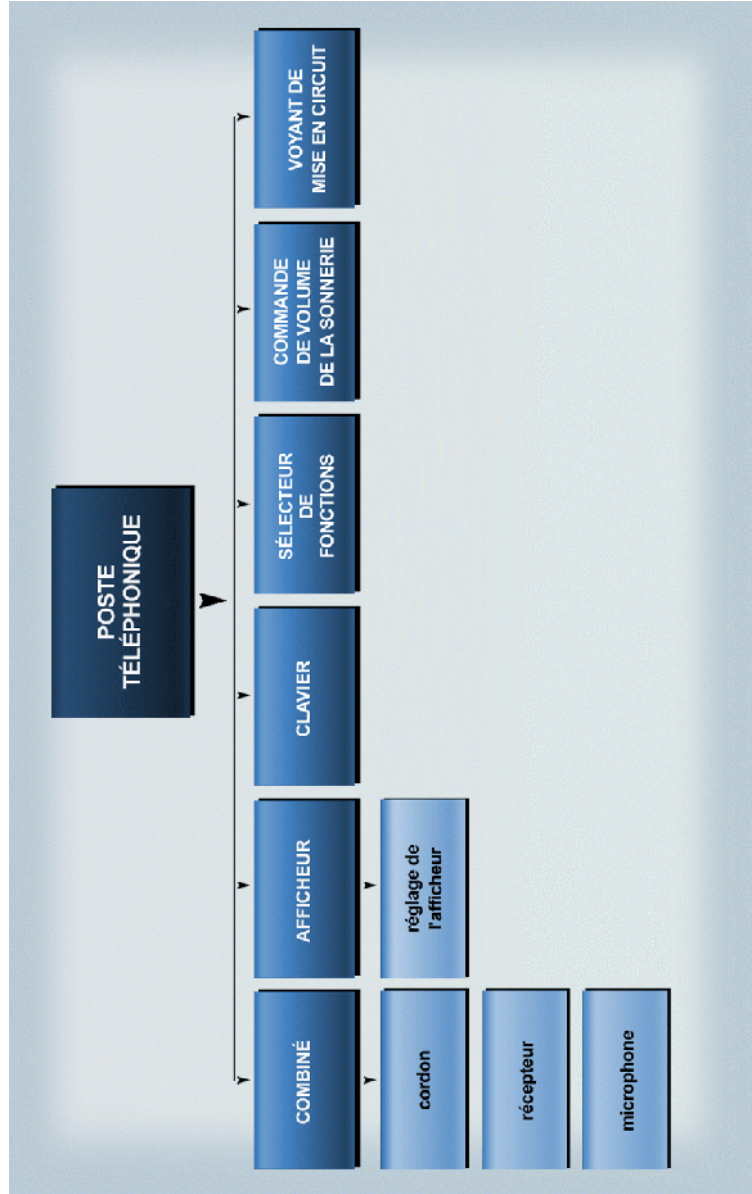 POSTE
TÉLÉPHONIQUE
COMBINÉ
AFFICHEUR
CLAVIER
SÉLECTEUR
DE
FONCTIONS
COMMANDE
DE VOLUME
DE LA SONNERIE
VOYANT DE
MISE EN CIRCUIT
cordon
réglage de
l'afficheur
récepteur
microphone